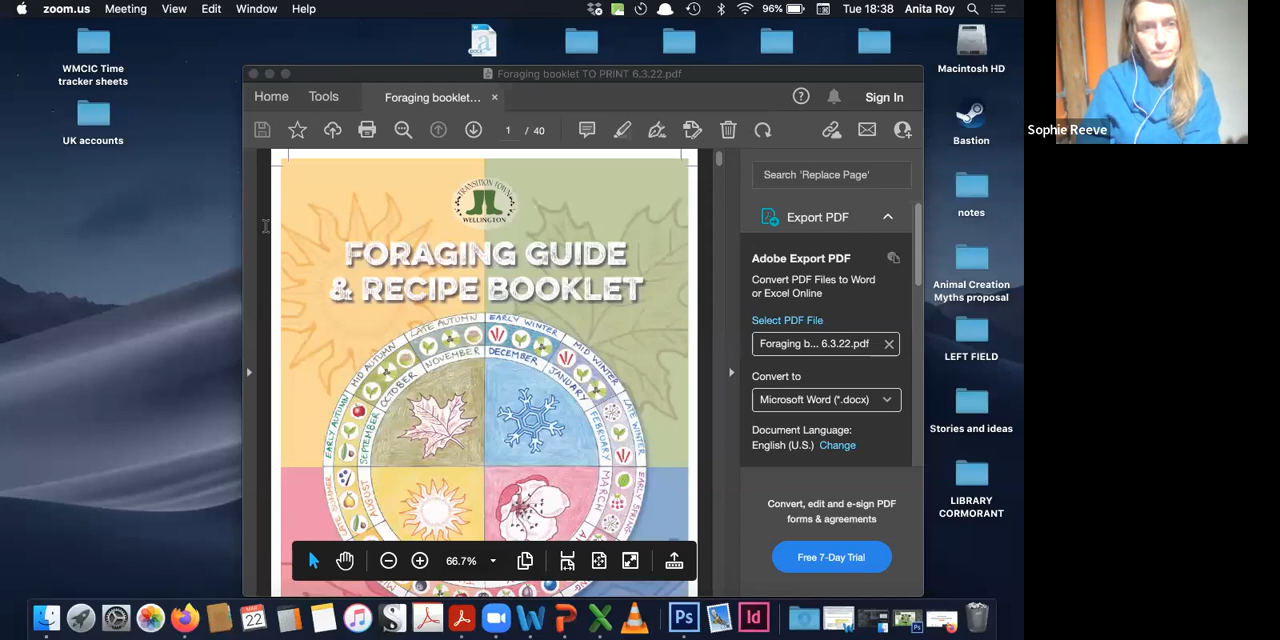 zoom.us Meeting View Edit Window Help
96% Tue 18:38 Anita Roy
WMCIC Time
tracker sheets
UK accounts
Foraging booklet TO PRINT 6.3.22.pdf
Home Tools Foraging booklet... × Sign In
1 / 40
TRANSITION TOWN
WELLINGTON
FORAGING GUIDE
& RECIPE BOOKLET
LATE AUTUMN
EARLY WINTER
MID AUTUMN
MID WINTER
NOVEMBER
DECEMBER
OCTOBER
JANUARY
EARLY AUTUMN
LATE WINTER
SEPTEMBER
FEBRUARY
LATE SUMMER
EARLY SPRING
AUGUST
MARCH
66.7%
Search 'Replace Page'
Export PDF
Adobe Export PDF
Convert PDF Files to Word
or Excel Online
Select PDF File
Foraging b... 6.3.22.pdf
Convert to
Microsoft Word (*.docx)
Document Language:
English (U.S.) Change
Convert, edit and e-sign PDF
forms & agreements
Free 7-Day Trial
Macintosh HD
Bastion
notes
Animal Creation
Myths proposal
LEFT FIELD
Stories and ideas
LIBRARY
CORMORANT
Sophie Reeve
MAR
22
Ps
Id